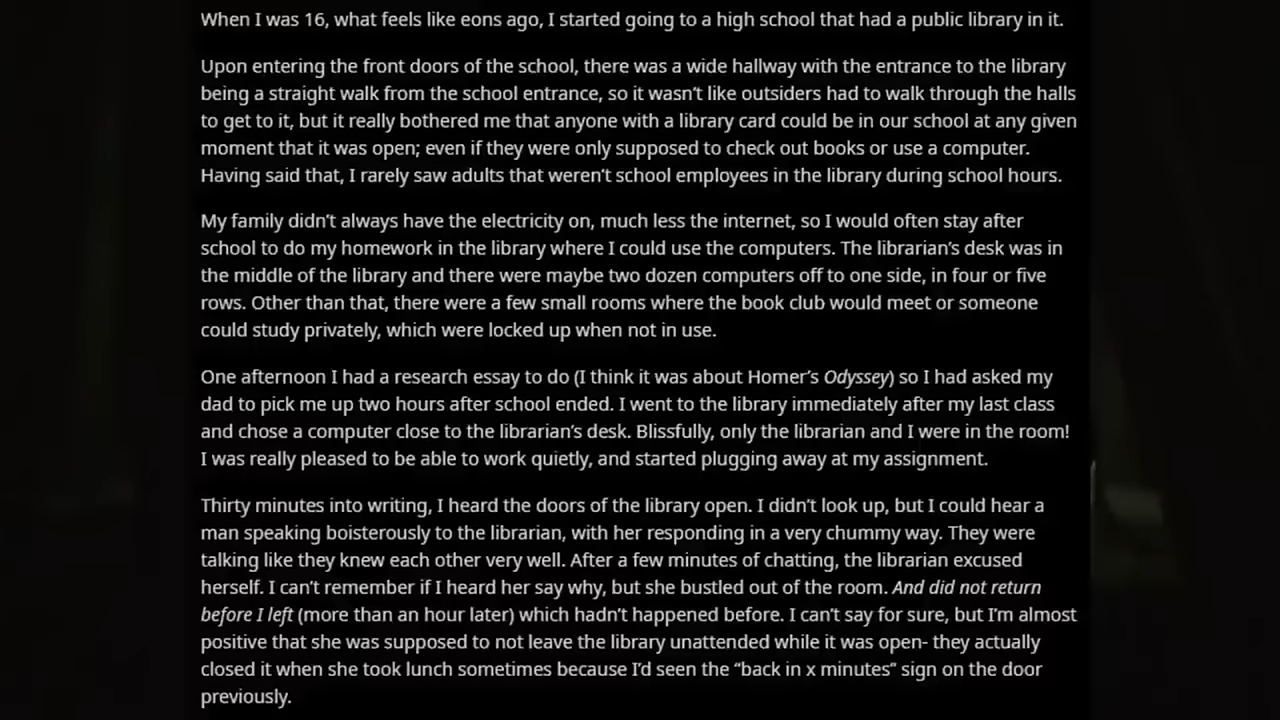 When I was 16, what feels like eons ago, I started going to a high school that had a public library in it.
Upon entering the front doors of the school, there was a wide hallway with the entrance to the library
being a straight walk from the school entrance, so it wasn't like outsiders had to walk through the halls
to get to it, but it really bothered me that anyone with a library card could be in our school at any given
moment that it was open; even if they were only supposed to check out books or use a computer.
Having said that, I rarely saw adults that weren't school employees in the library during school hours.
My family didn't always have the electricity on, much less the internet, so I would often stay after
school to do my homework in the library where I could use the computers. The librarian's desk was in
the middle of the library and there were maybe two dozen computers off to one side, in four or five
rows. Other than that, there were a few small rooms where the book club would meet or someone
could study privately, which were locked up when not in use.
One afternoon I had a research essay to do (I think it was about Homer's Odyssey) so I had asked my
dad to pick me up two hours after school ended. I went to the library immediately after my last class
and chose a computer close to the librarian's desk. Blissfully, only the librarian and I were in the room!
I was really pleased to be able to work quietly, and started plugging away at my assignment.
Thirty minutes into writing, I heard the doors of the library open. I didn't look up, but I could hear a
man speaking boisterously to the librarian, with her responding in a very chummy way. They were
talking like they knew each other very well. After a few minutes of chatting, the librarian excused
herself. I can't remember if I heard her say why, but she bustled out of the room. And did not return
before I left (more than an hour later) which hadn't happened before. I can't say for sure, but I'm almost
positive that she was supposed to not leave the library unattended while it was open- they actually
closed it when she took lunch sometimes because I'd seen the “back in x minutes“ sign on the door
previously.